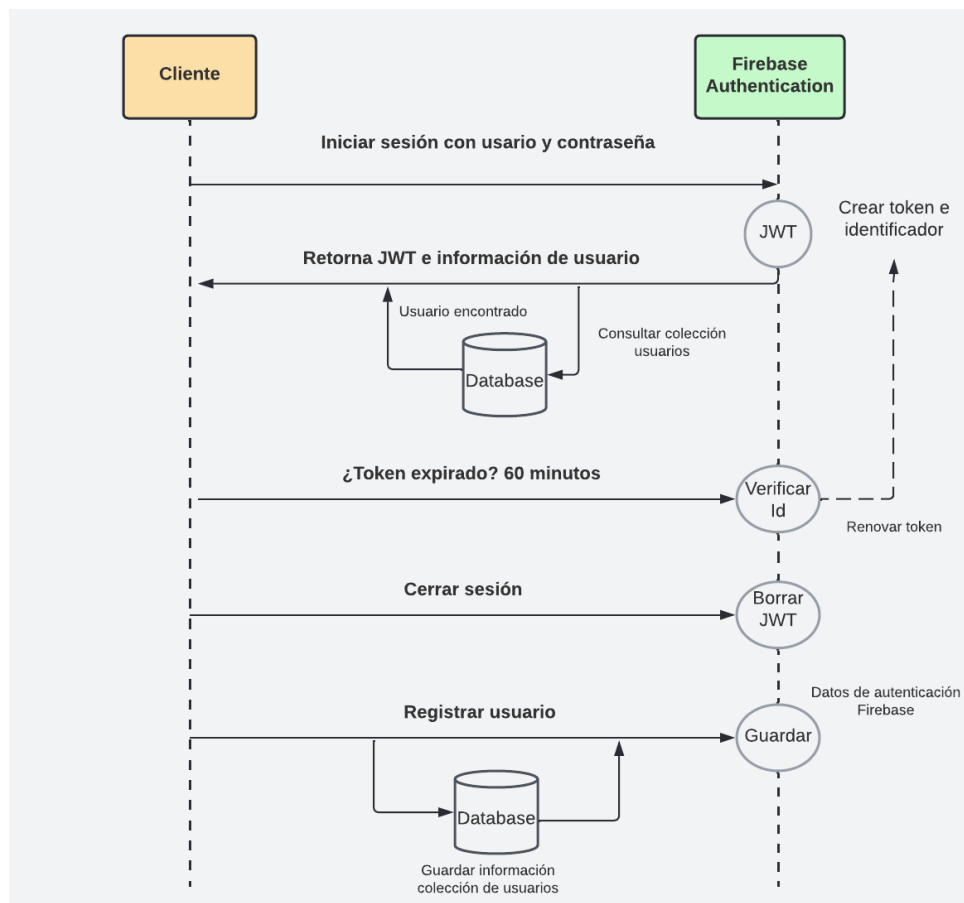 Cliente
Firebase
Authentication
Iniciar sesión con usario y contraseña
JWT
Crear token e
identificador
Retorna JWT e información de usuario
Usuario encontrado
Consultar colección
usuarios
Database
¿Token expirado? 60 minutos
Verificar
Id
Renovar token
Cerrar sesión
Borrar
JWT
Datos de autenticación
Firebase
Registrar usuario
Guardar
Database
Guardar información
colección de usuarios